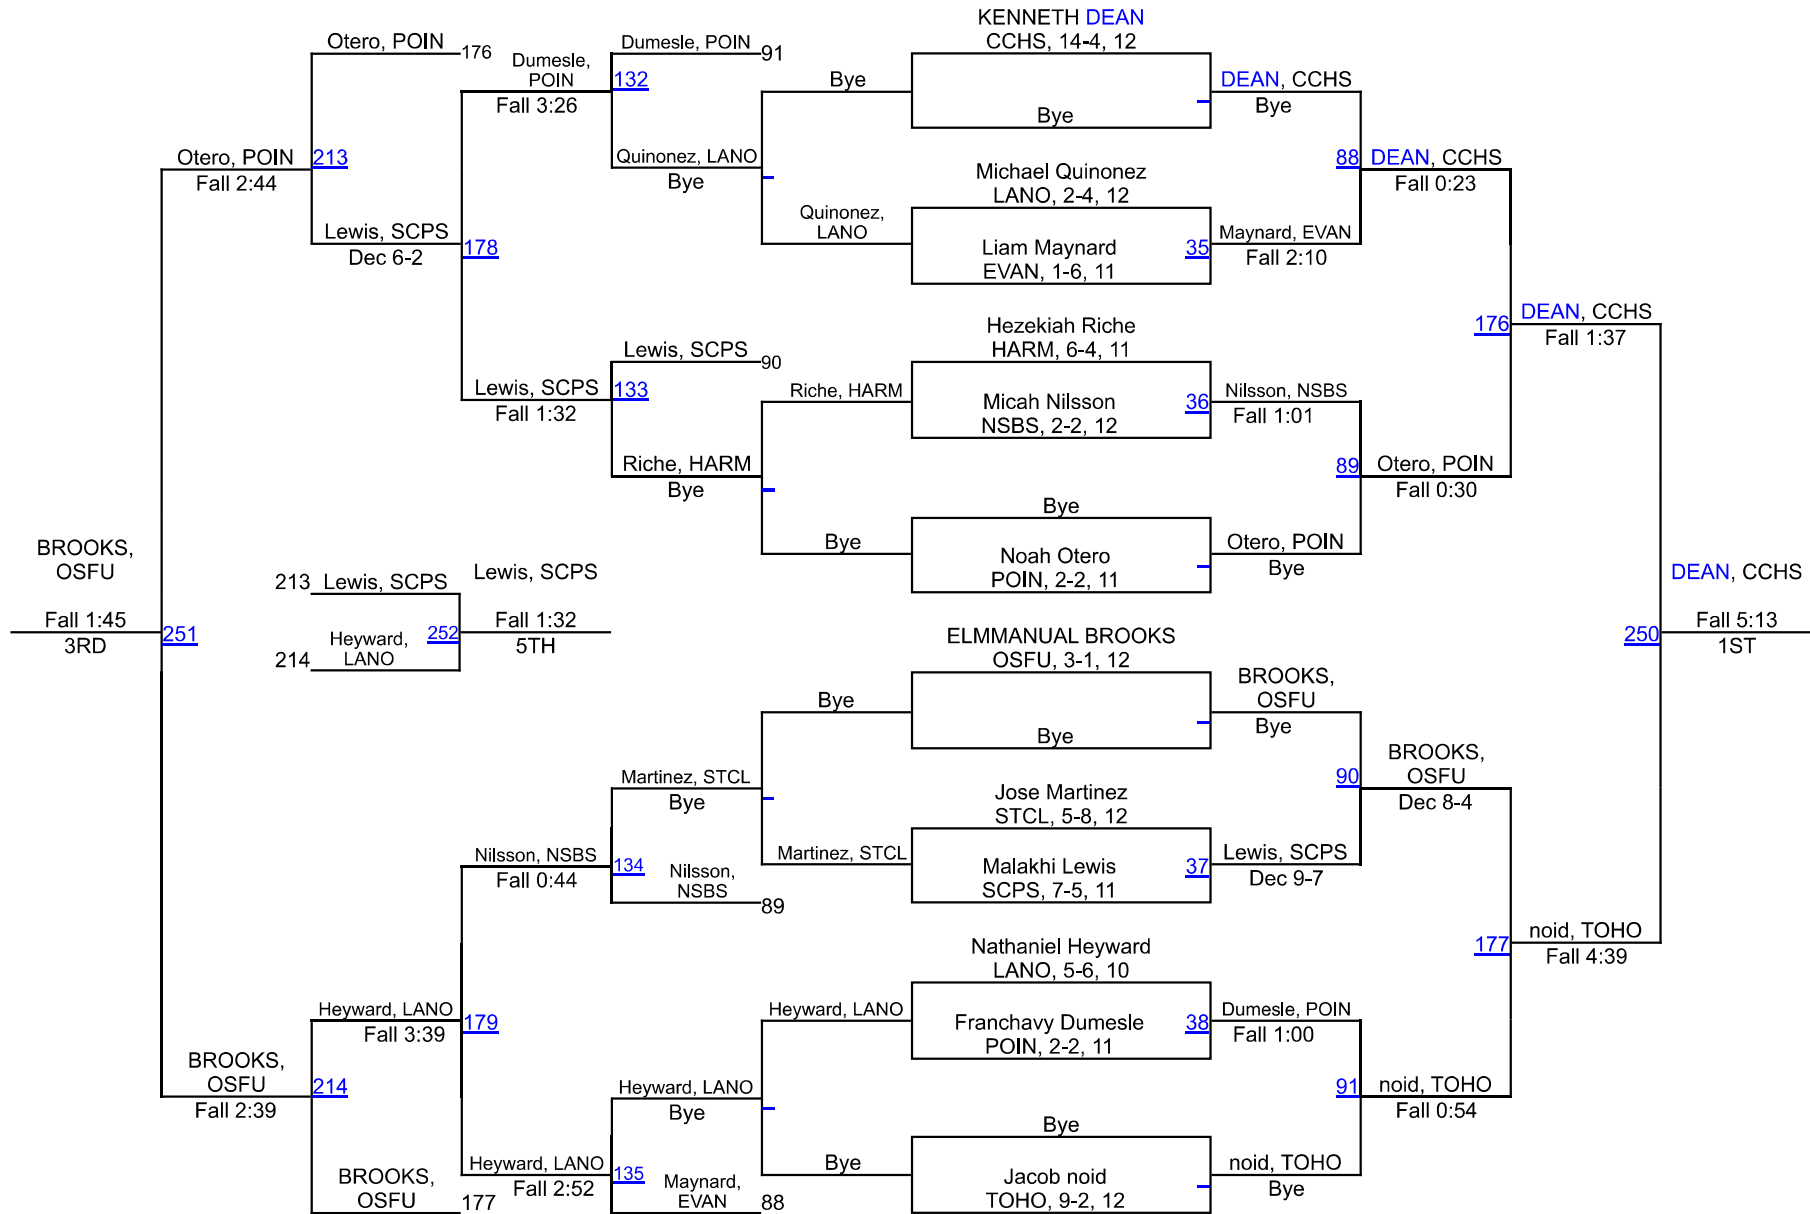 KENNETH DEAN
CCHS, 14-4, 12
Otero, POIN
176
Dumesle, POIN
91
Dumesle,
POIN
132
Fall 3:26
Bye
DEAN, CCHS
Bye
Bye
Otero, POIN
213
Fall 2:44
Quinonez, LANO
Bye
Michael Quinonez
LANO, 2-4, 12
88
DEAN, CCHS
Fall 0:23
Quinonez,
LANO
Lewis, SCPS
178
Dec 6-2
Liam Maynard
EVAN, 1-6, 11
35
Maynard, EVAN
Fall 2:10
Hezekiah Riche
HARM, 6-4, 11
176
DEAN, CCHS
Fall 1:37
Lewis, SCPS
90
Lewis, SCPS
133
Fall 1:32
Riche, HARM
Micah Nilsson
NSBS, 2-2, 12
36
Nilsson, NSBS
Fall 1:01
Riche, HARM
Bye
89
Otero, POIN
Fall 0:30
Bye
Bye
Noah Otero
POIN, 2-2, 11
Otero, POIN
Bye
BROOKS,
OSFU
Fall 1:45
3RD
251
213
Lewis, SCPS
Lewis, SCPS
Heyward,
LANO
214
252
Fall 1:32
5TH
DEAN, CCHS
250
Fall 5:13
1ST
ELMMANUAL BROOKS
OSFU, 3-1, 12
Bye
Bye
BROOKS,
OSFU
Bye
Martinez, STCL
Bye
Jose Martinez
STCL, 5-8, 12
90
BROOKS,
OSFU
Dec 8-4
Nilsson, NSBS
Fall 0:44
134
Nilsson,
NSBS
89
Martinez, STCL
Malakhi Lewis
SCPS, 7-5, 11
37
Lewis, SCPS
Dec 9-7
Nathaniel Heyward
LANO, 5-6, 10
177
noid, TOHO
Fall 4:39
Heyward, LANO
Fall 3:39
179
Heyward, LANO
Franchavy Dumesle
POIN, 2-2, 11
38
Dumesle, POIN
Fall 1:00
BROOKS,
OSFU
Fall 2:39
214
Heyward, LANO
Bye
91
noid, TOHO
Fall 0:54
Bye
BROOKS,
OSFU
177
Heyward, LANO
Fall 2:52
135
Maynard,
EVAN
88
Bye
Jacob noid
TOHO, 9-2, 12
noid, TOHO
Bye